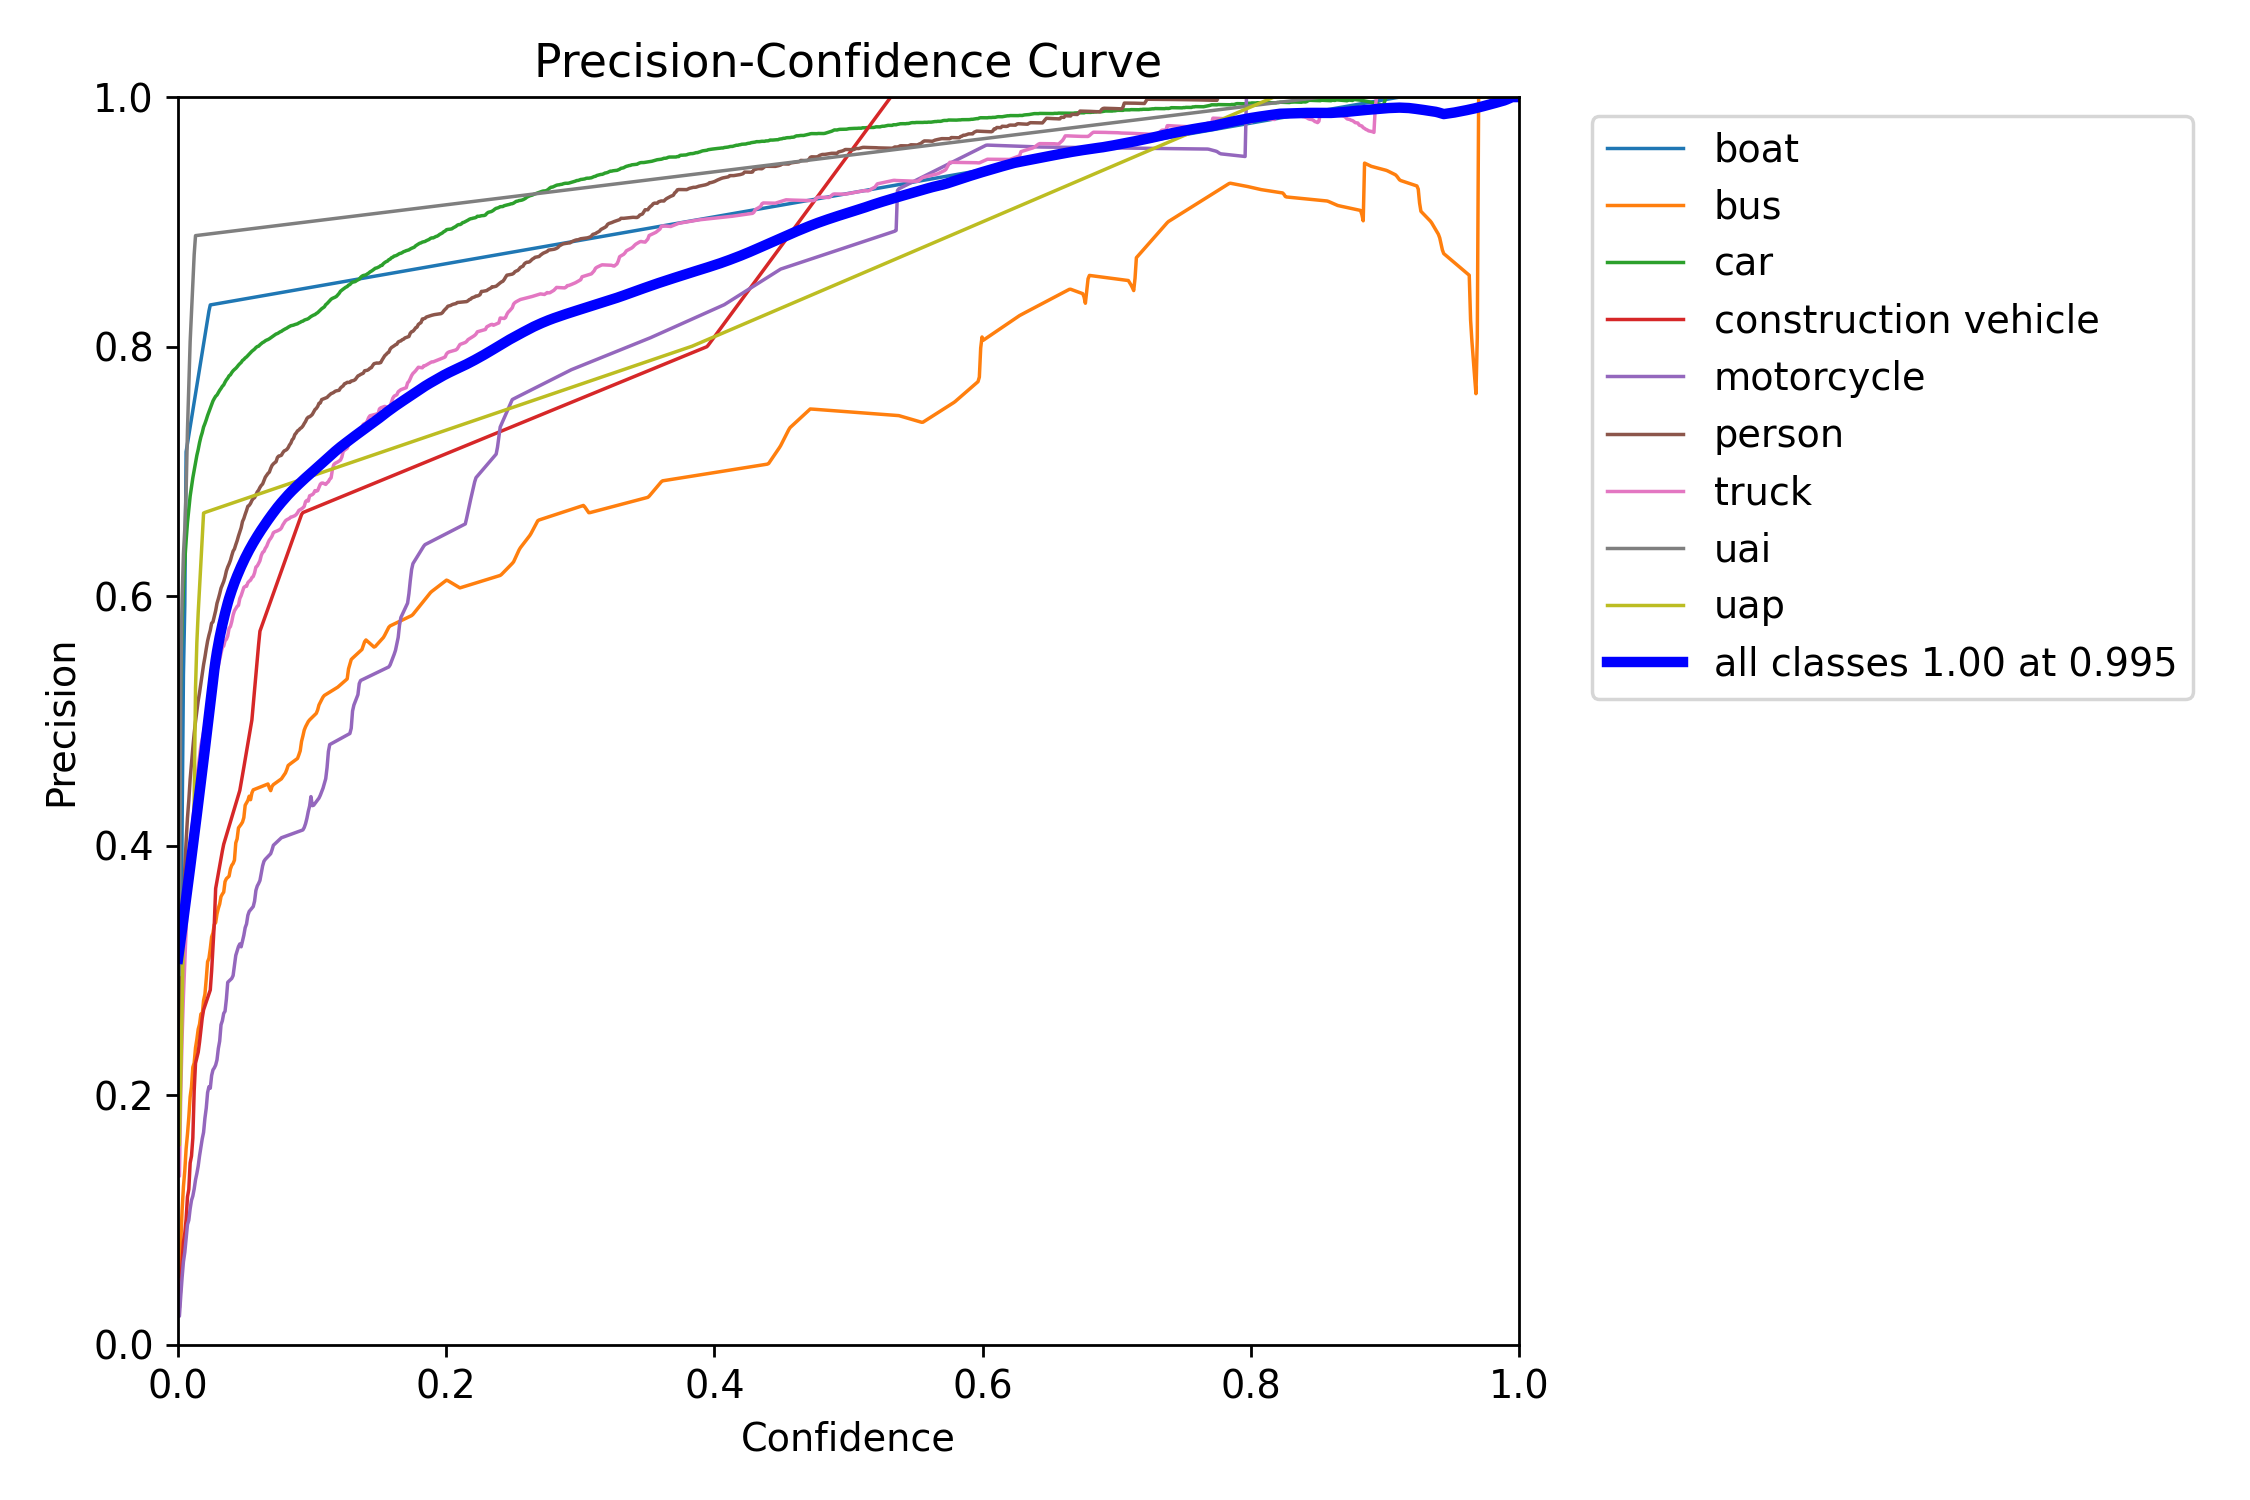 Precision-Confidence Curve
1.0
0.8
0.6
0.4
0.2
0.0
Precision
0.0 0.2 0.4 0.6 0.8 1.0
Confidence
boat
bus
car
construction vehicle
motorcycle
person
truck
uai
uap
all classes 1.00 at 0.995